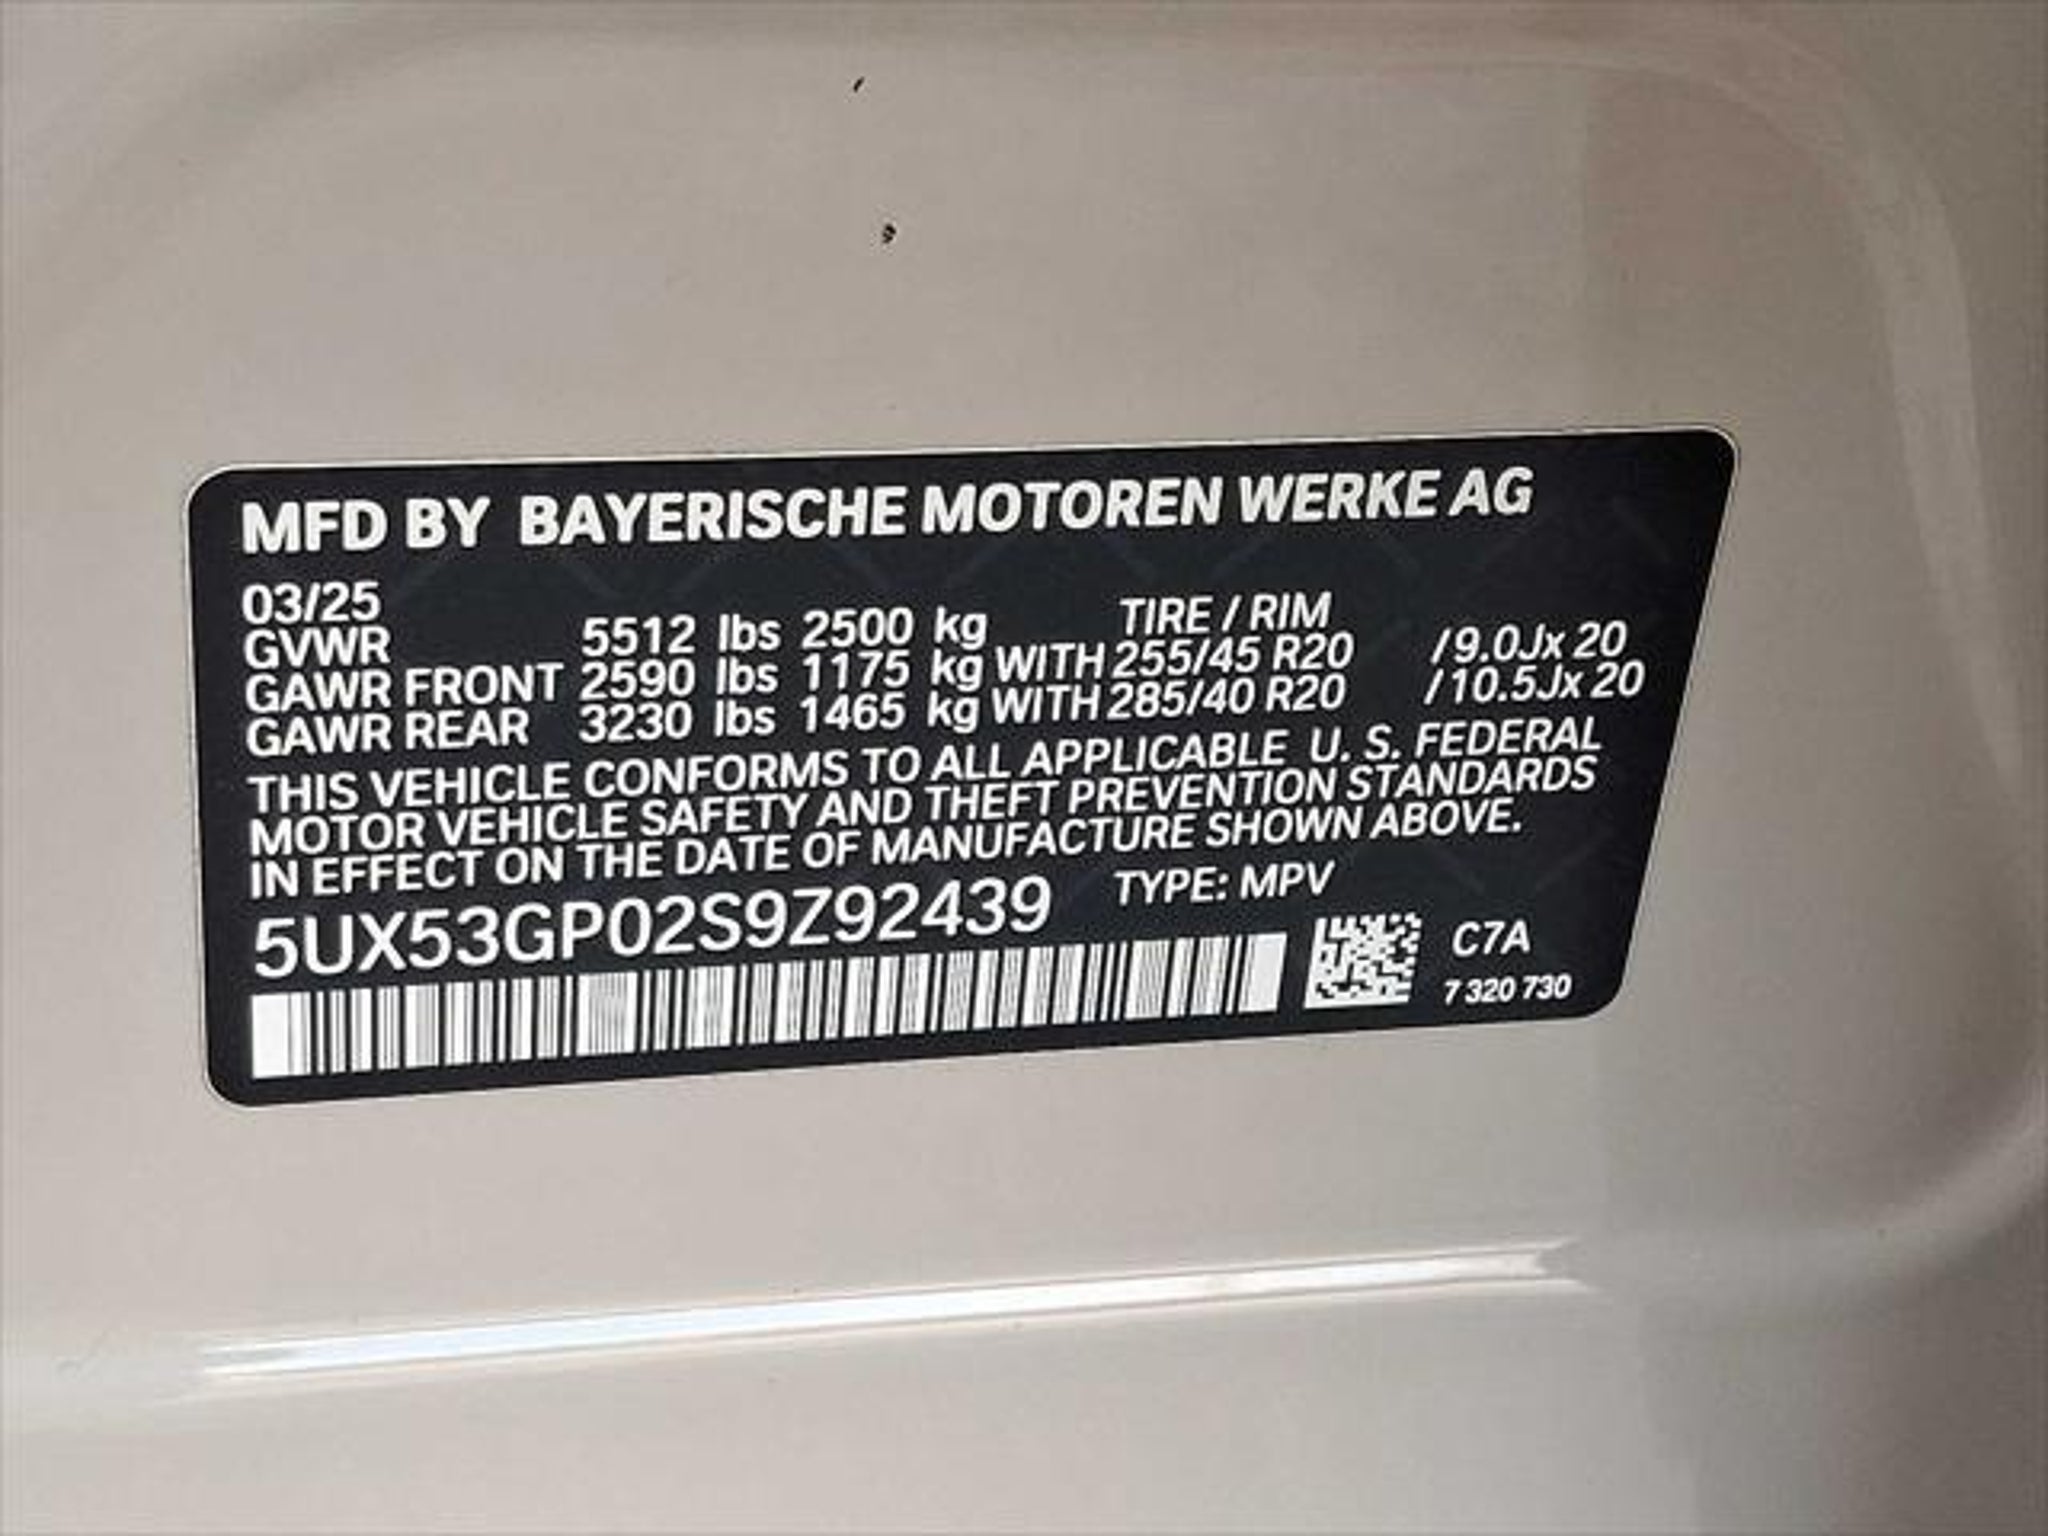 MFD BY BAYERISCHE MOTOREN WERKE AG
03/25
TIRE / RIM
GVWR 5512 lbs 2500 kg
GAWR FRONT 2590 lbs 1175 kg WITH 255/45 R20 /9.0Jx 20
GAWR REAR 3230 lbs 1465 kg WITH 285/40 R20 /10.5Jx 20
THIS VEHICLE CONFORMS TO ALL APPLICABLE U. S. FEDERAL
MOTOR VEHICLE SAFETY AND THEFT PREVENTION STANDARDS
IN EFFECT ON THE DATE OF MANUFACTURE SHOWN ABOVE.
5UX53GP02S9Z92439 TYPE: MPV
C7A
7 320 730